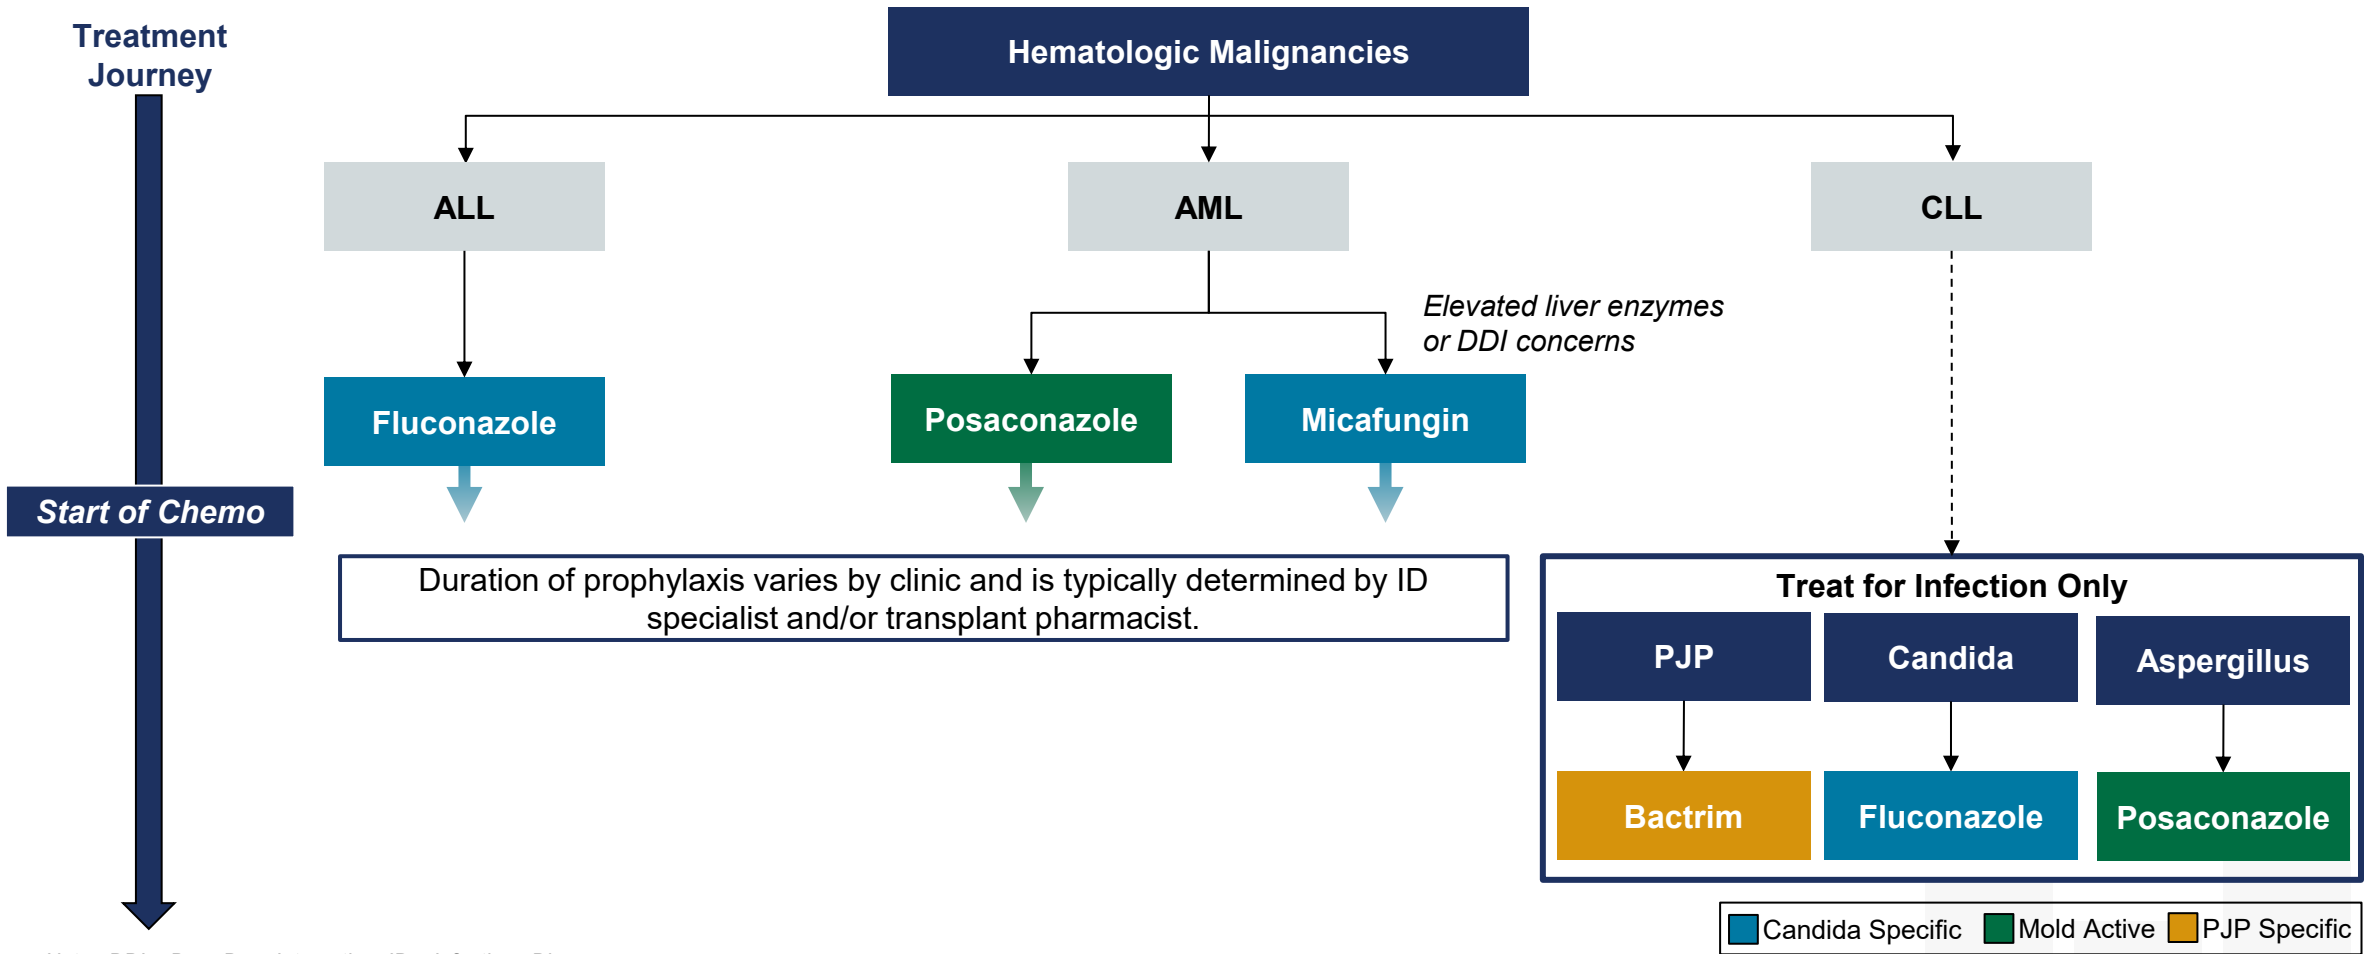 Treatment
Journey
Hematologic Malignancies
ALL
AML
CLL
Elevated liver enzymes
or DDI concerns
Fluconazole
Posaconazole
Micafungin
Start of Chemo
Duration of prophylaxis varies by clinic and is typically determined by ID
specialist and/or transplant pharmacist.
Treat for Infection Only
PJP
Candida
Aspergillus
Bactrim
Fluconazole
Posaconazole
Candida Specific
Mold Active
PJP Specific